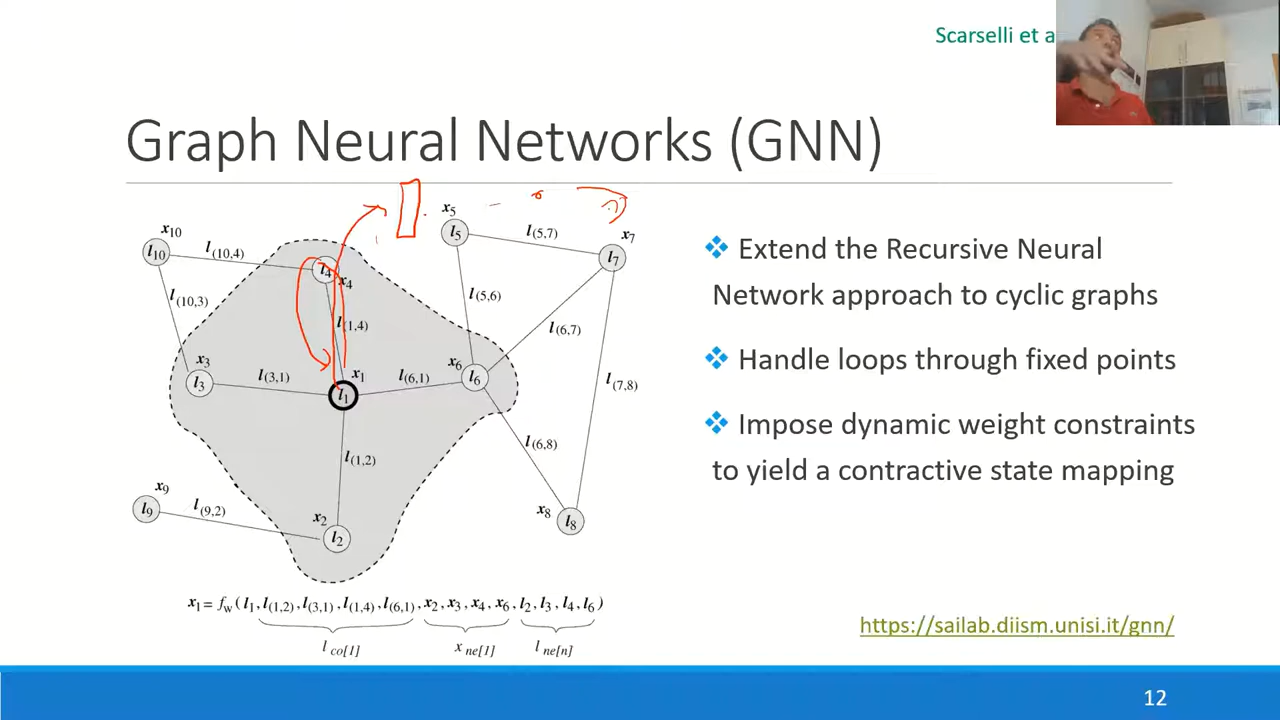 Scarselli et a
Graph Neural Networks (GNN)
x5
x10
l5
l(5,7)
x7
l10
l(10,4)
l4
x4
l7
l(10,3)
l(5,6)
l(1,4)
l(6,7)
x3
l3
l(3,1)
x1
l1
l(6,1)
x6
l6
l(7,8)
l(1,2)
l(6,8)
x9
l9
l(9,2)
x2
l2
x8
l8
x1 = fw(l1, l(1,2), l(3,1), l(1,4), l(6,1), x2, x3, x4, x6, l2, l3, l4, l6)
l co[1]
x ne[1]
l ne[n]
❖ Extend the Recursive Neural
Network approach to cyclic graphs
❖ Handle loops through fixed points
❖ Impose dynamic weight constraints
to yield a contractive state mapping
https://sailab.diism.unisi.it/gnn/
12